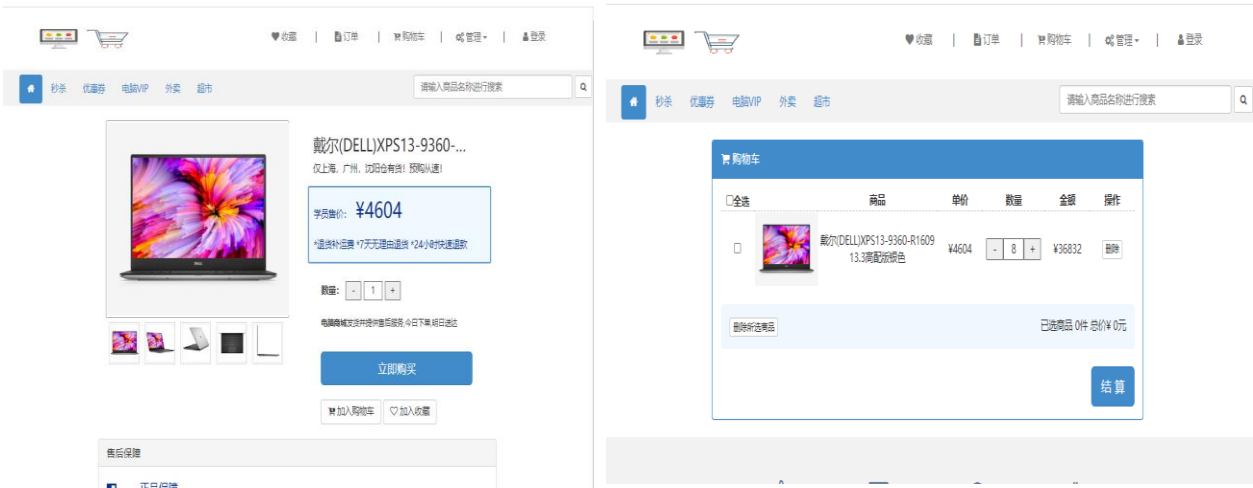 收藏 | 订单 | 购物车 | 管理 | 登录
秒杀 优惠券 电脑VIP 外卖 超市 请输入商品名称进行搜索
戴尔(DELL)XPS13-9360-...
仅上海，广州，沈阳仓有货！预购从速！
学员售价: ¥4604
*退货补运费 *7天无理由退货 *24小时快速退款
数量: - 1 +
电脑商城发货并提供售后服务,今日下单,明日送达
立即购买
加入购物车 加入收藏
售后保障
正品保障
收藏 | 订单 | 购物车 | 管理 | 登录
秒杀 优惠券 电脑VIP 外卖 超市 请输入商品名称进行搜索
购物车
全选 商品 单价 数量 金额 操作
戴尔(DELL)XPS13-9360-R1609
13.3高配版银色
¥4604 - 8 + ¥36832 删除
删除所选商品 已选商品 0件 总价¥ 0元
结 算